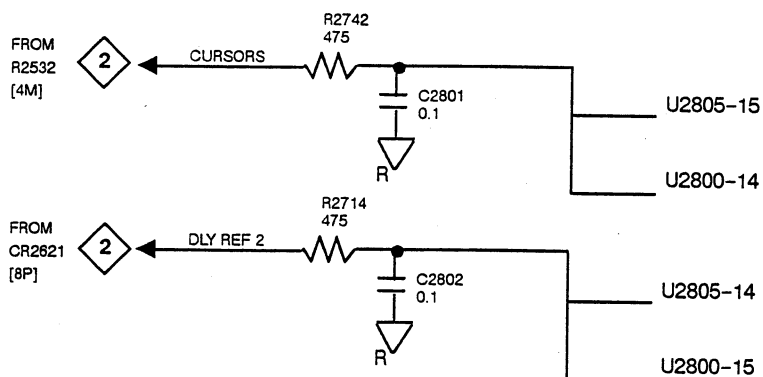 R2742
475
FROM
R2532
[4M]
2
CURSORS
C2801
0.1
R
U2805-15
U2800-14
R2714
475
FROM
CR2621
[8P]
2
DLY REF 2
C2802
0.1
R
U2805-14
U2800-15